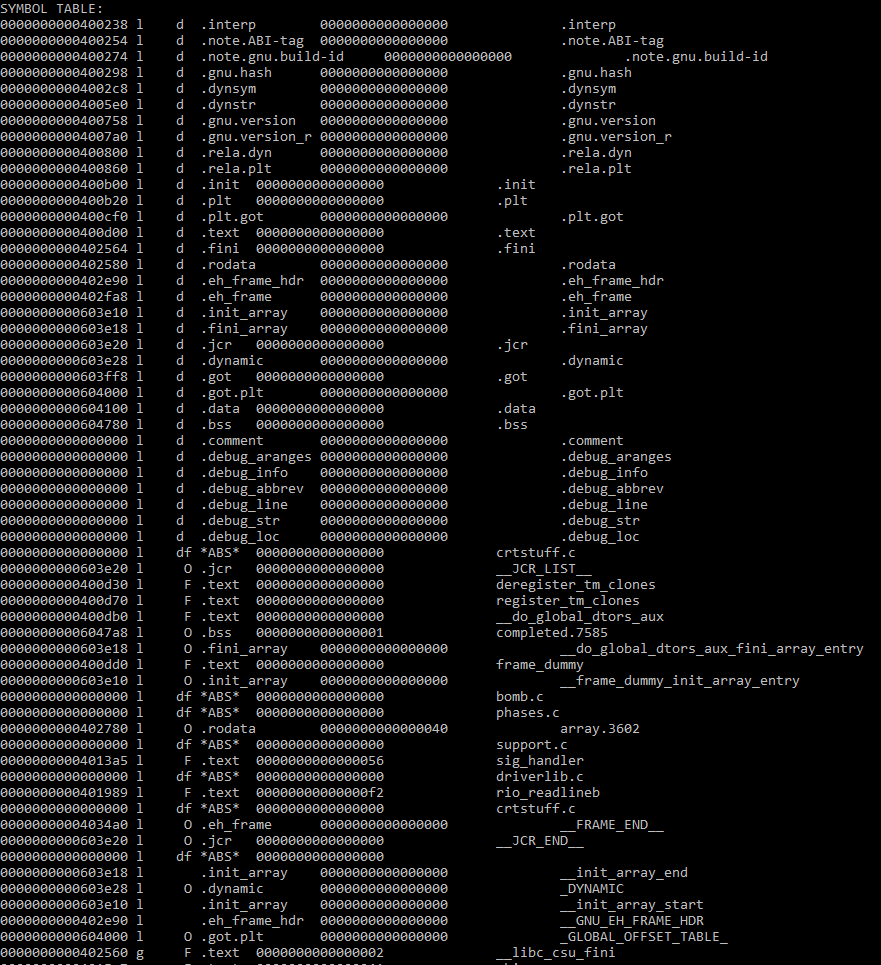 SYMBOL TABLE:
0000000000400238 l    d  .interp        0000000000000000              .interp
0000000000400254 l    d  .note.ABI-tag  0000000000000000              .note.ABI-tag
0000000000400274 l    d  .note.gnu.build-id     0000000000000000              .note.gnu.build-id
0000000000400298 l    d  .gnu.hash      0000000000000000              .gnu.hash
00000000004002c8 l    d  .dynsym        0000000000000000              .dynsym
00000000004005e0 l    d  .dynstr        0000000000000000              .dynstr
0000000000400758 l    d  .gnu.version   0000000000000000              .gnu.version
00000000004007a0 l    d  .gnu.version_r 0000000000000000              .gnu.version_r
0000000000400800 l    d  .rela.dyn      0000000000000000              .rela.dyn
0000000000400860 l    d  .rela.plt      0000000000000000              .rela.plt
0000000000400b00 l    d  .init  0000000000000000              .init
0000000000400b20 l    d  .plt   0000000000000000              .plt
0000000000400cf0 l    d  .plt.got       0000000000000000              .plt.got
0000000000400d00 l    d  .text  0000000000000000              .text
0000000000402564 l    d  .fini  0000000000000000              .fini
0000000000402580 l    d  .rodata        0000000000000000              .rodata
0000000000402e90 l    d  .eh_frame_hdr  0000000000000000              .eh_frame_hdr
0000000000402fa8 l    d  .eh_frame      0000000000000000              .eh_frame
0000000000603e10 l    d  .init_array    0000000000000000              .init_array
0000000000603e18 l    d  .fini_array    0000000000000000              .fini_array
0000000000603e20 l    d  .jcr   0000000000000000              .jcr
0000000000603e28 l    d  .dynamic       0000000000000000              .dynamic
0000000000603ff8 l    d  .got   0000000000000000              .got
0000000000604000 l    d  .got.plt       0000000000000000              .got.plt
0000000000604100 l    d  .data  0000000000000000              .data
0000000000604780 l    d  .bss   0000000000000000              .bss
0000000000000000 l    d  .comment       0000000000000000              .comment
0000000000000000 l    d  .debug_aranges 0000000000000000              .debug_aranges
0000000000000000 l    d  .debug_info    0000000000000000              .debug_info
0000000000000000 l    d  .debug_abbrev  0000000000000000              .debug_abbrev
0000000000000000 l    d  .debug_line    0000000000000000              .debug_line
0000000000000000 l    d  .debug_str     0000000000000000              .debug_str
0000000000000000 l    d  .debug_loc     0000000000000000              .debug_loc
0000000000000000 l    df *ABS*  0000000000000000              crtstuff.c
0000000000603e20 l     O .jcr   0000000000000000              __JCR_LIST__
0000000000400d30 l     F .text  0000000000000000              deregister_tm_clones
0000000000400d70 l     F .text  0000000000000000              register_tm_clones
0000000000400db0 l     F .text  0000000000000000              __do_global_dtors_aux
00000000006047a8 l     O .bss   0000000000000001              completed.7585
0000000000603e18 l     O .fini_array    0000000000000000              __do_global_dtors_aux_fini_array_entry
0000000000400dd0 l     F .text  0000000000000000              frame_dummy
0000000000603e10 l     O .init_array    0000000000000000              __frame_dummy_init_array_entry
0000000000000000 l    df *ABS*  0000000000000000              bomb.c
0000000000000000 l    df *ABS*  0000000000000000              phases.c
0000000000402780 l     O .rodata        0000000000000040              array.3602
0000000000000000 l    df *ABS*  0000000000000000              support.c
00000000004013a5 l     F .text  0000000000000056              sig_handler
0000000000000000 l    df *ABS*  0000000000000000              driverlib.c
0000000000401989 l     F .text  00000000000000f2              rio_readlineb
0000000000000000 l    df *ABS*  0000000000000000              crtstuff.c
00000000004034a0 l     O .eh_frame      0000000000000000              __FRAME_END__
0000000000603e20 l     O .jcr   0000000000000000              __JCR_END__
0000000000000000 l    df *ABS*  0000000000000000
0000000000603e18 l       .init_array    0000000000000000              __init_array_end
0000000000603e28 l     O .dynamic       0000000000000000              _DYNAMIC
0000000000603e10 l       .init_array    0000000000000000              __init_array_start
0000000000402e90 l       .eh_frame_hdr  0000000000000000              __GNU_EH_FRAME_HDR
0000000000604000 l     O .got.plt       0000000000000000              _GLOBAL_OFFSET_TABLE_
0000000000402560 g     F .text  0000000000000002              __libc_csu_fini